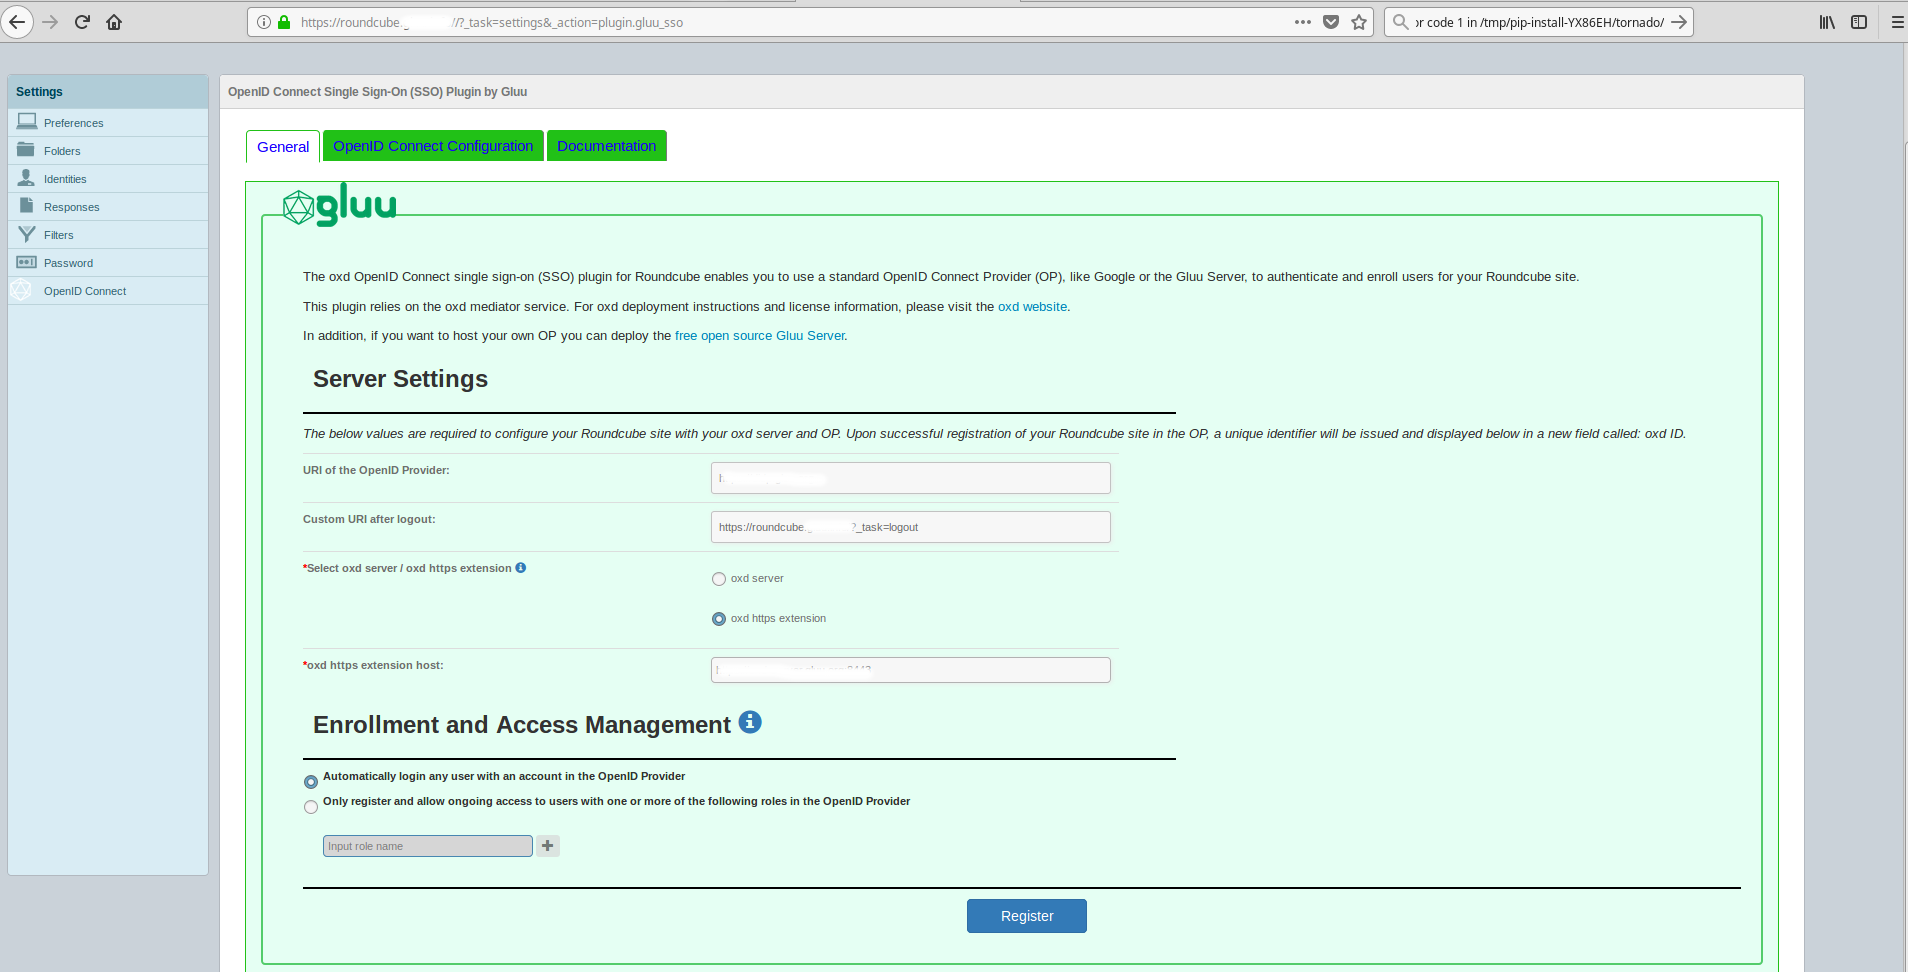 https://roundcube.
//?_task=settings&_action=plugin.gluu_sso
or code 1 in /tmp/pip-install-YX86EH/tornado/
Settings
Preferences
Folders
Identities
Responses
Filters
Password
OpenID Connect
OpenID Connect Single Sign-On (SSO) Plugin by Gluu
General
OpenID Connect Configuration
Documentation
gluu
The oxd OpenID Connect single sign-on (SSO) plugin for Roundcube enables you to use a standard OpenID Connect Provider (OP), like Google or the Gluu Server, to authenticate and enroll users for your Roundcube site.
This plugin relies on the oxd mediator service. For oxd deployment instructions and license information, please visit the oxd website.
In addition, if you want to host your own OP you can deploy the free open source Gluu Server.
Server Settings
The below values are required to configure your Roundcube site with your oxd server and OP. Upon successful registration of your Roundcube site in the OP, a unique identifier will be issued and displayed below in a new field called: oxd ID.
URI of the OpenID Provider:
Custom URI after logout:
https://roundcube. ?_task=logout
*Select oxd server / oxd https extension
oxd server
oxd https extension
*oxd https extension host:
Enrollment and Access Management
Automatically login any user with an account in the OpenID Provider
Only register and allow ongoing access to users with one or more of the following roles in the OpenID Provider
Input role name
Register